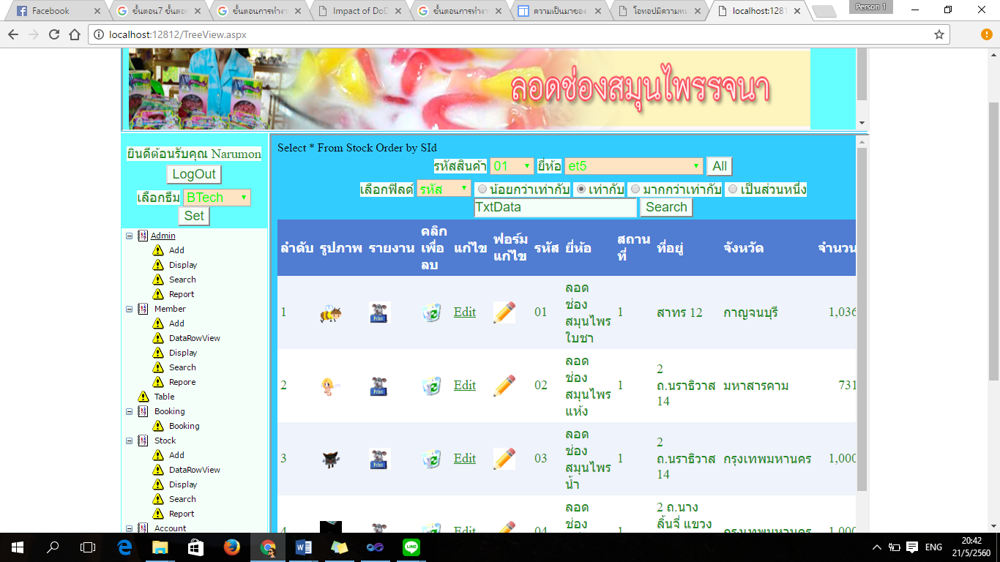 Facebook
ขั้นตอน7 ขั้นตอน
ขั้นตอนการทำงา
Impact of DoD
ขั้นตอนการทำงา
ความเป็นมาของ
โอทอปมีความหม
localhost:1281
Person 1
localhost:12812/TreeView.aspx
ลอดช่องสมุนไพรรจนา
ยินดีต้อนรับคุณ Narumon
LogOut
เลือกธีม BTech
Set
Admin
Add
Display
Search
Report
Member
Add
DataRowView
Display
Search
Repore
Table
Booking
Booking
Stock
Add
DataRowView
Display
Search
Report
Account
Select * From Stock Order by SId
รหัสสินค้า 01 ยี่ห้อ et5 All
เลือกฟิลด์ รหัส น้อยกว่าเท่ากับ เท่ากับ มากกว่าเท่ากับ เป็นส่วนหนึ่ง
TxtData Search
ลำดับ รูปภาพ รายงาน คลิกเพื่อลบ แก้ไข ฟอร์มแก้ไข รหัส ยี่ห้อ สถานที่ ที่อยู่ จังหวัด จำนวน
1 Print Edit 01 ลอดช่องสมุนไพรใบชา 1 สาทร 12 กาญจนบุรี 1,036
2 Print Edit 02 ลอดช่องสมุนไพรแห้ง 1 2 ถ.นราธิวาส 14 มหาสารคาม 731
3 Print Edit 03 ลอดช่องสมุนไพรน้ำ 1 2 ถ.นราธิวาส 14 กรุงเทพมหานคร 1,000
4 Edit 04 ลอดช่อง 1 2 ถ.นางลิ้นจี่ แขวง กรุงเทพมหานคร 1,000
ENG
20:42
21/5/2560